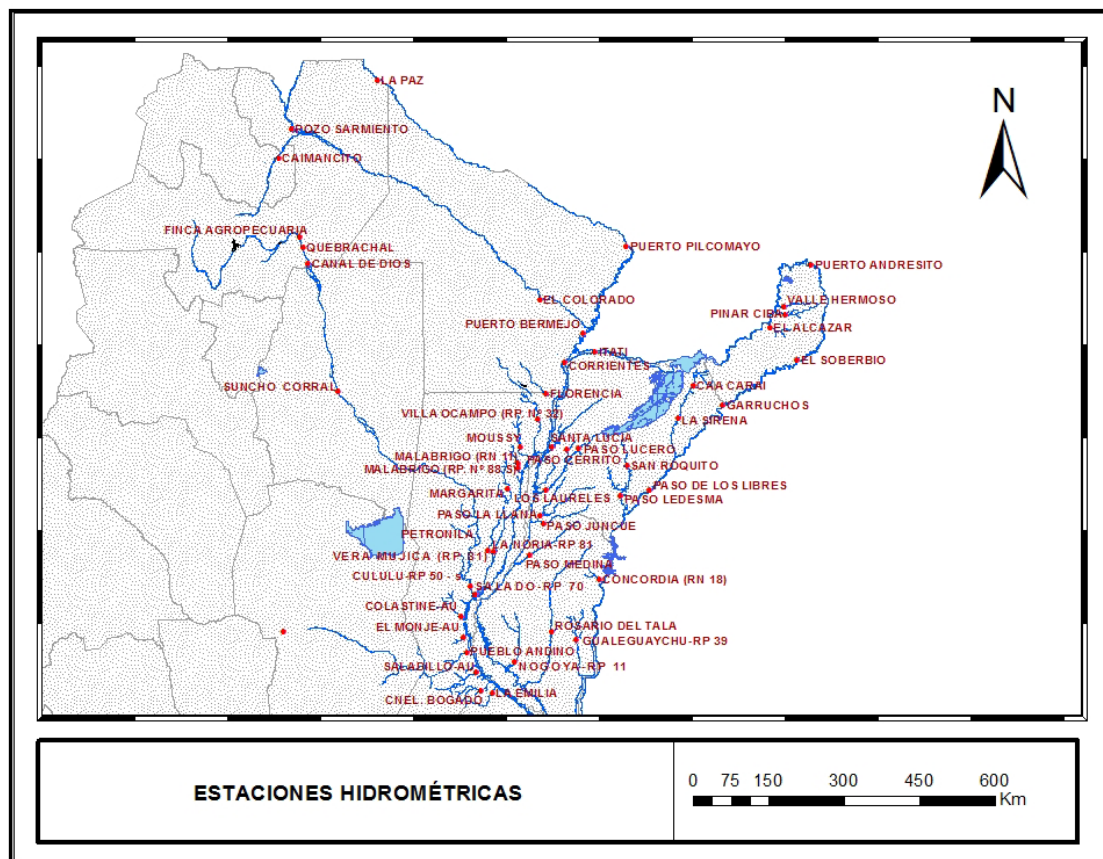 LA PAZ
N
POZO SARMIENTO
CAIMANCITO
FINCA AGROPECUARIA
QUEBRACHAL
PUERTO PILCOMAYO
CANAL DE DIOS
PUERTO ANDRESITO
EL COLORADO
VALLE HERMOSO
PINAR CIBA
PUERTO BERMEJO
EL ALCAZAR
ITATI
CORRIENTES
EL SOBERBIO
SUNCHO CORRAL
CAA CARAI
FLORENCIA
GARRUCHOS
VILLA OCAMPO (RP. Nº 32)
LA SIRENA
MOUSSY
SANTA LUCIA
PASO LUCERO
MALABRIGO (RN 11)
PASO CERRITO
MALABRIGO (RP. Nº 88 S)
SAN ROQUITO
MARGARITA
LOS LAURELES
PASO DE LOS LIBRES
PASO LEDESMA
PASO LA LLANA
PASO JUNCUE
PETRONILA
LA NORIA-RP 81
VERA MUJICA (RP 81)
PASO MEDINA
CULULU-RP 50 - s
CONCORDIA (RN 18)
SALADO-RP 70
COLASTINE-AU
EL MONJE-AU
ROSARIO DEL TALA
GUALEGUAYCHU-RP 39
PUEBLO ANDINO
SALADILLO-AU
NOGOYA-RP 11
CNEL. BOGADO
LA EMILIA
ESTACIONES HIDROMÉTRICAS
0 75 150 300 450 600
Km